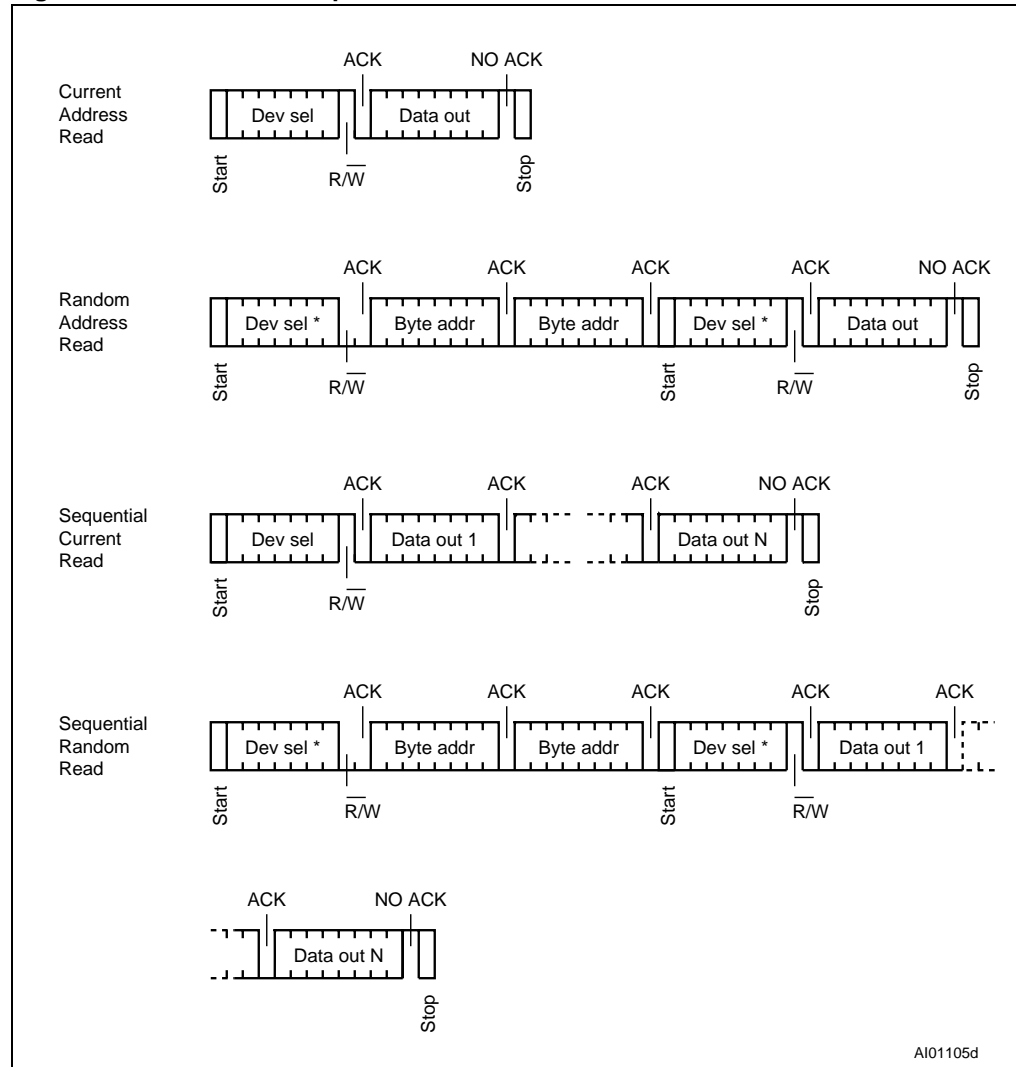 ACK NO ACK
Current
Address
Read
Dev sel Data out
Start R/W̅ Stop
ACK ACK ACK ACK NO ACK
Random
Address
Read
Dev sel * Byte addr Byte addr Dev sel * Data out
Start R/W̅ Start R/W̅ Stop
ACK ACK ACK NO ACK
Sequential
Current
Read
Dev sel Data out 1 Data out N
Start R/W̅ Stop
ACK ACK ACK ACK ACK
Sequential
Random
Read
Dev sel * Byte addr Byte addr Dev sel * Data out 1
Start R̅/W Start R̅/W
ACK NO ACK
Data out N
Stop
AI01105d